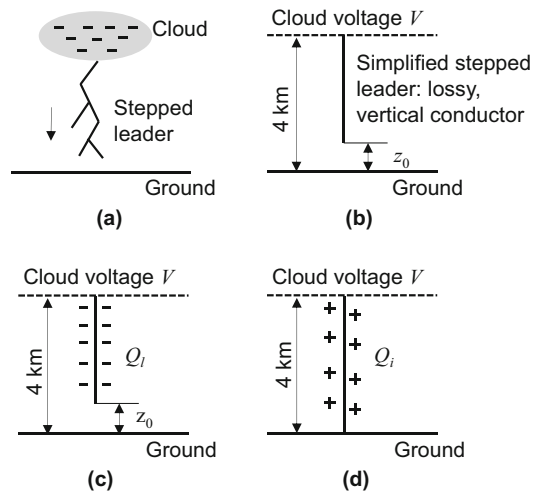 Cloud
Stepped
leader
Ground
(a)
Cloud voltage V
4 km
Simplified stepped
leader: lossy,
vertical conductor
z0
Ground
(b)
Cloud voltage V
4 km
Ql
z0
Ground
(c)
Cloud voltage V
4 km
Qi
Ground
(d)